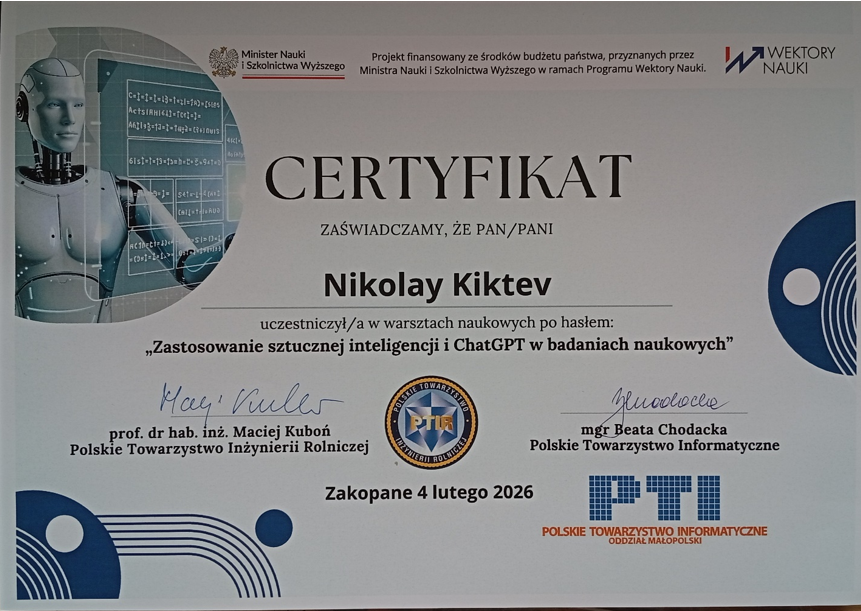 Minister Nauki
i Szkolnictwa Wyższego
Projekt finansowany ze środków budżetu państwa, przyznanych przez
Ministra Nauki i Szkolnictwa Wyższego w ramach Programu Wektory Nauki.
WEKTORY
NAUKI
CERTYFIKAT
ZAŚWIADCZAMY, ŻE PAN/PANI
Nikolay Kiktev
uczestniczył/a w warsztach naukowych po hasłem:
„Zastosowanie sztucznej inteligencji i ChatGPT w badaniach naukowych”
prof. dr hab. inż. Maciej Kuboń
Polskie Towarzystwo Inżynierii Rolniczej
POLSKIE TOWARZYSTWO
PTIR
INŻYNIERII ROLNICZEJ
mgr Beata Chodacka
Polskie Towarzystwo Informatyczne
Zakopane 4 lutego 2026
PTI
POLSKIE TOWARZYSTWO INFORMATYCZNE
ODDZIAŁ MAŁOPOLSKI